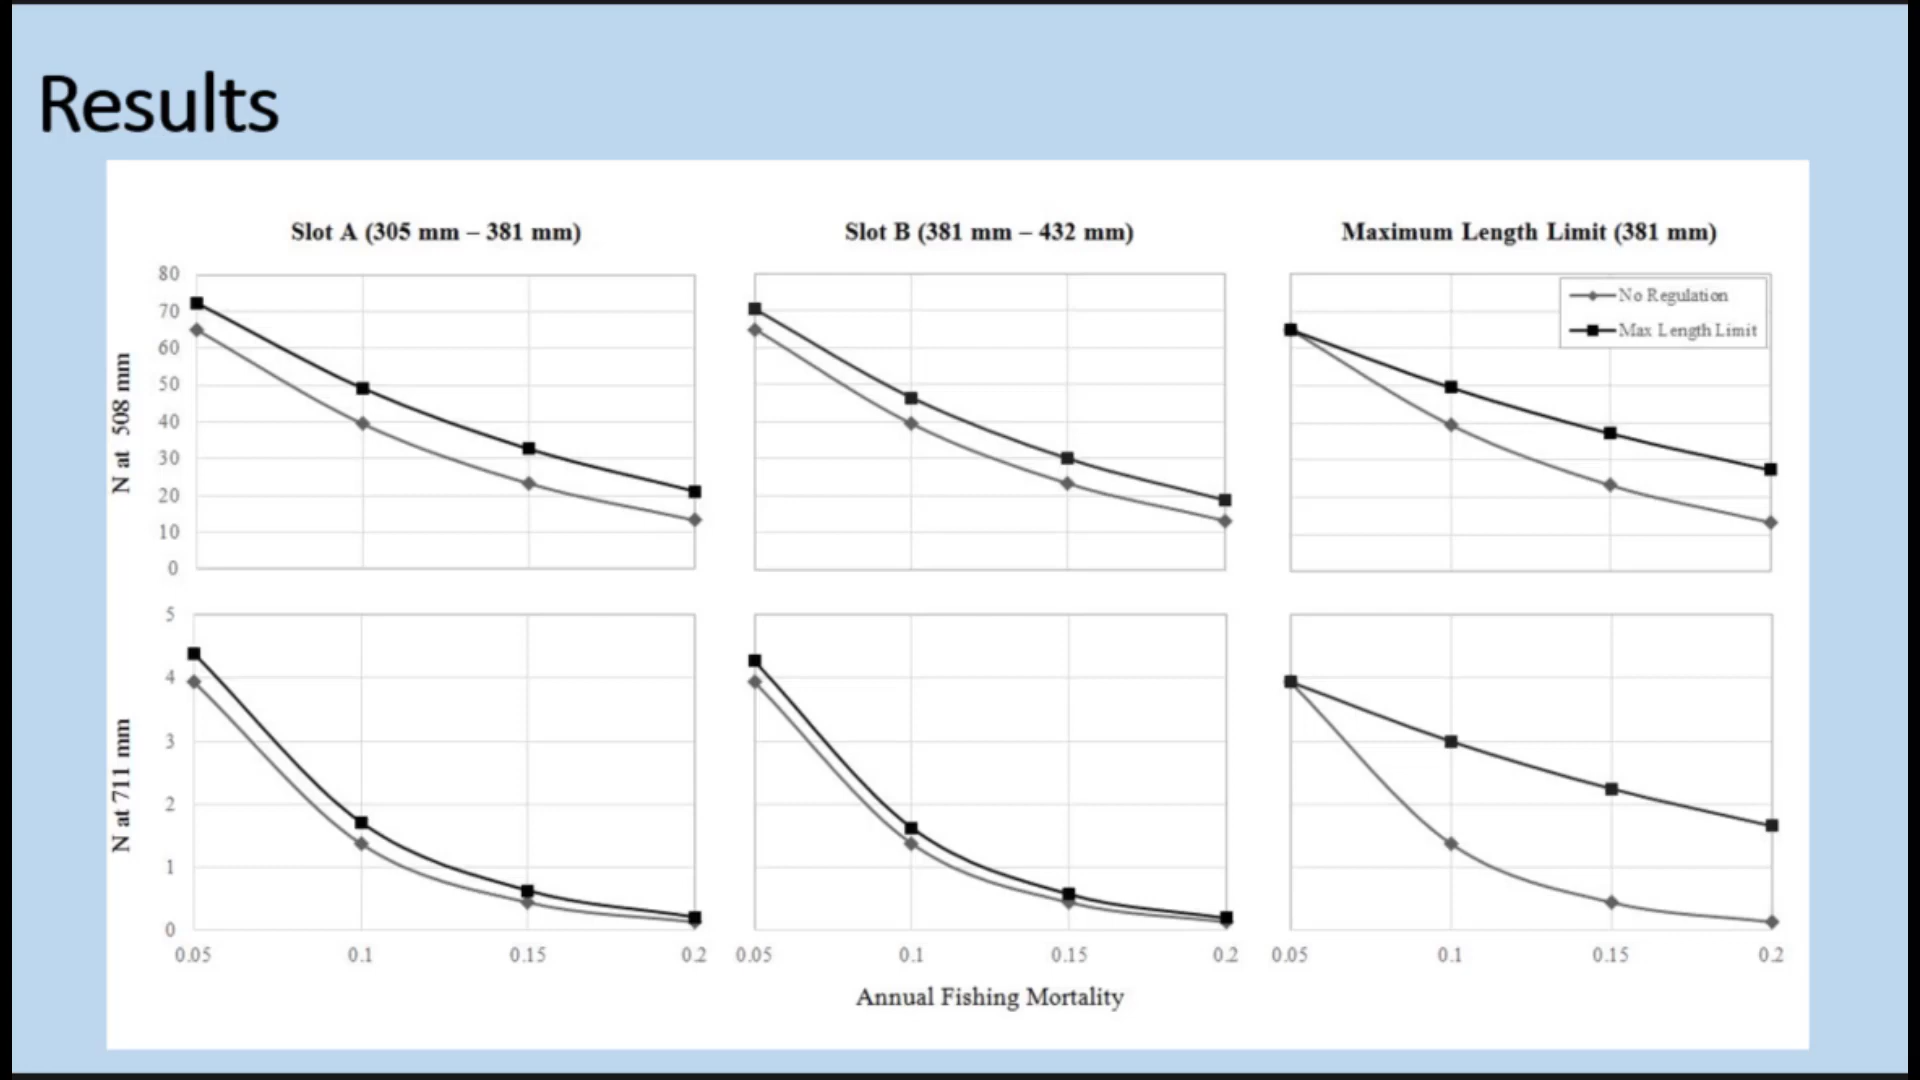 Results
Slot A (305 mm – 381 mm)
Slot B (381 mm – 432 mm)
Maximum Length Limit (381 mm)
No Regulation
Max Length Limit
N at 508 mm
80
70
60
50
40
30
20
10
0
N at 711 mm
5
4
3
2
1
0
0.05 0.1 0.15 0.2
0.05 0.1 0.15 0.2
0.05 0.1 0.15 0.2
Annual Fishing Mortality